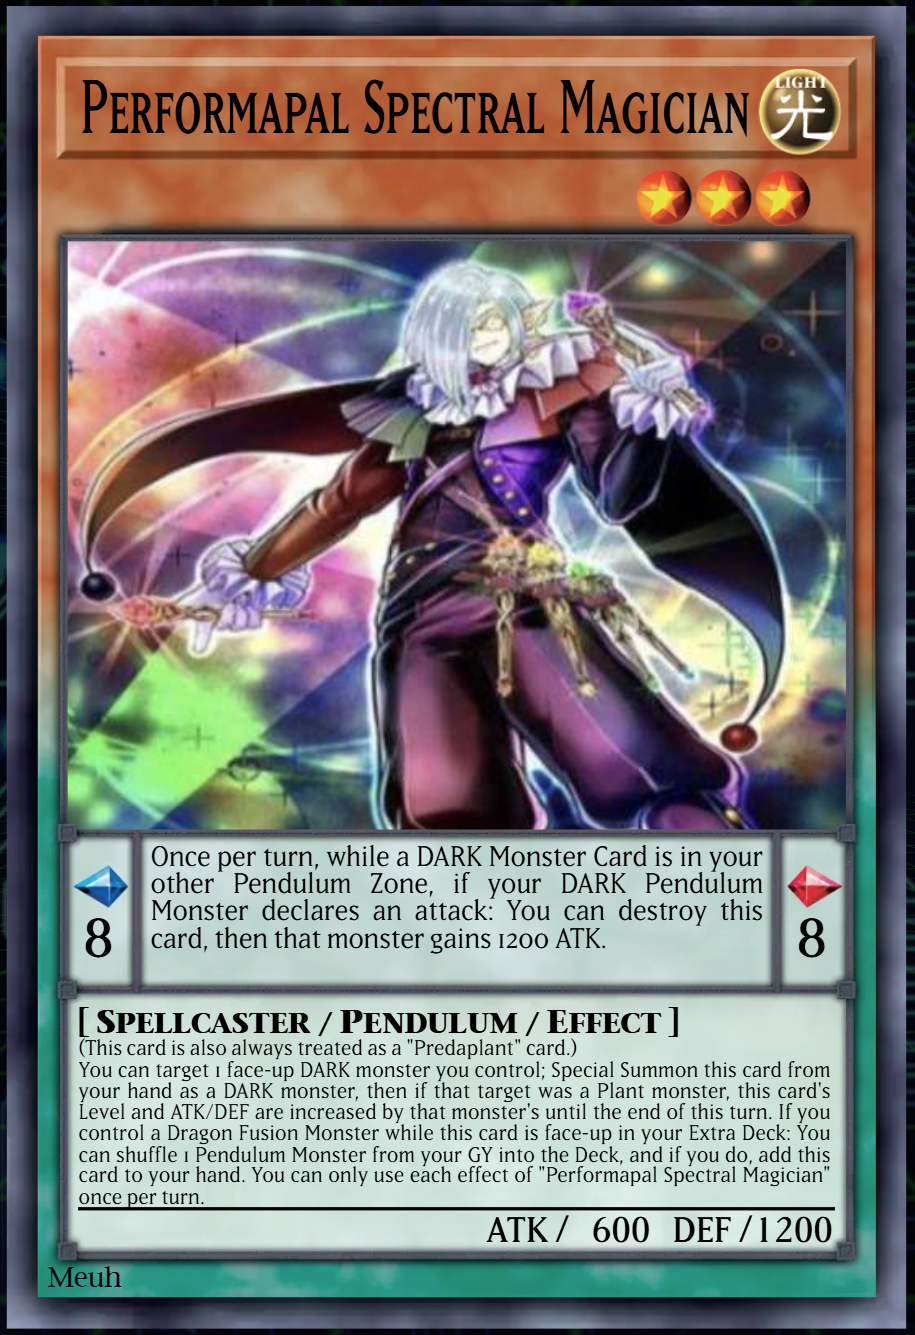 Performapal Spectral Magician
LIGHT
光
Once per turn, while a DARK Monster Card is in your
other Pendulum Zone, if your DARK Pendulum
Monster declares an attack: You can destroy this
card, then that monster gains 1200 ATK.
8
8
[ Spellcaster / Pendulum / Effect ]
(This card is also always treated as a "Predaplant" card.)
You can target 1 face-up DARK monster you control; Special Summon this card from
your hand as a DARK monster, then if that target was a Plant monster, this card's
Level and ATK/DEF are increased by that monster's until the end of this turn. If you
control a Dragon Fusion Monster while this card is face-up in your Extra Deck: You
can shuffle 1 Pendulum Monster from your GY into the Deck, and if you do, add this
card to your hand. You can only use each effect of "Performapal Spectral Magician"
once per turn.
ATK / 600 DEF /1200
Meuh